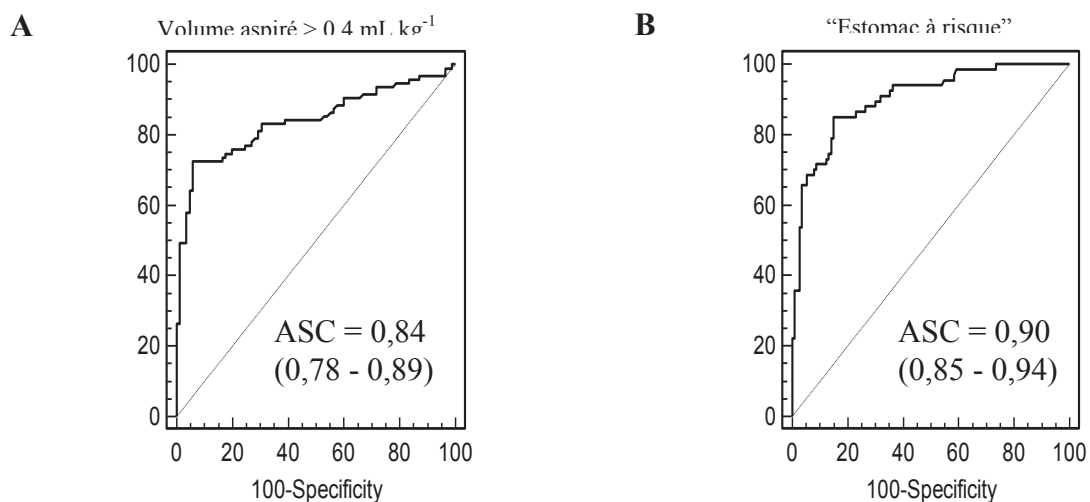 A
Volume aspiré > 0 4 mL kg-1
100
80
60
40
20
0
ASC = 0,84
(0,78 - 0,89)
0 20 40 60 80 100
100-Specificity
B
“Estomac à risque”
100
80
60
40
20
0
ASC = 0,90
(0,85 - 0,94)
0 20 40 60 80 100
100-Specificity